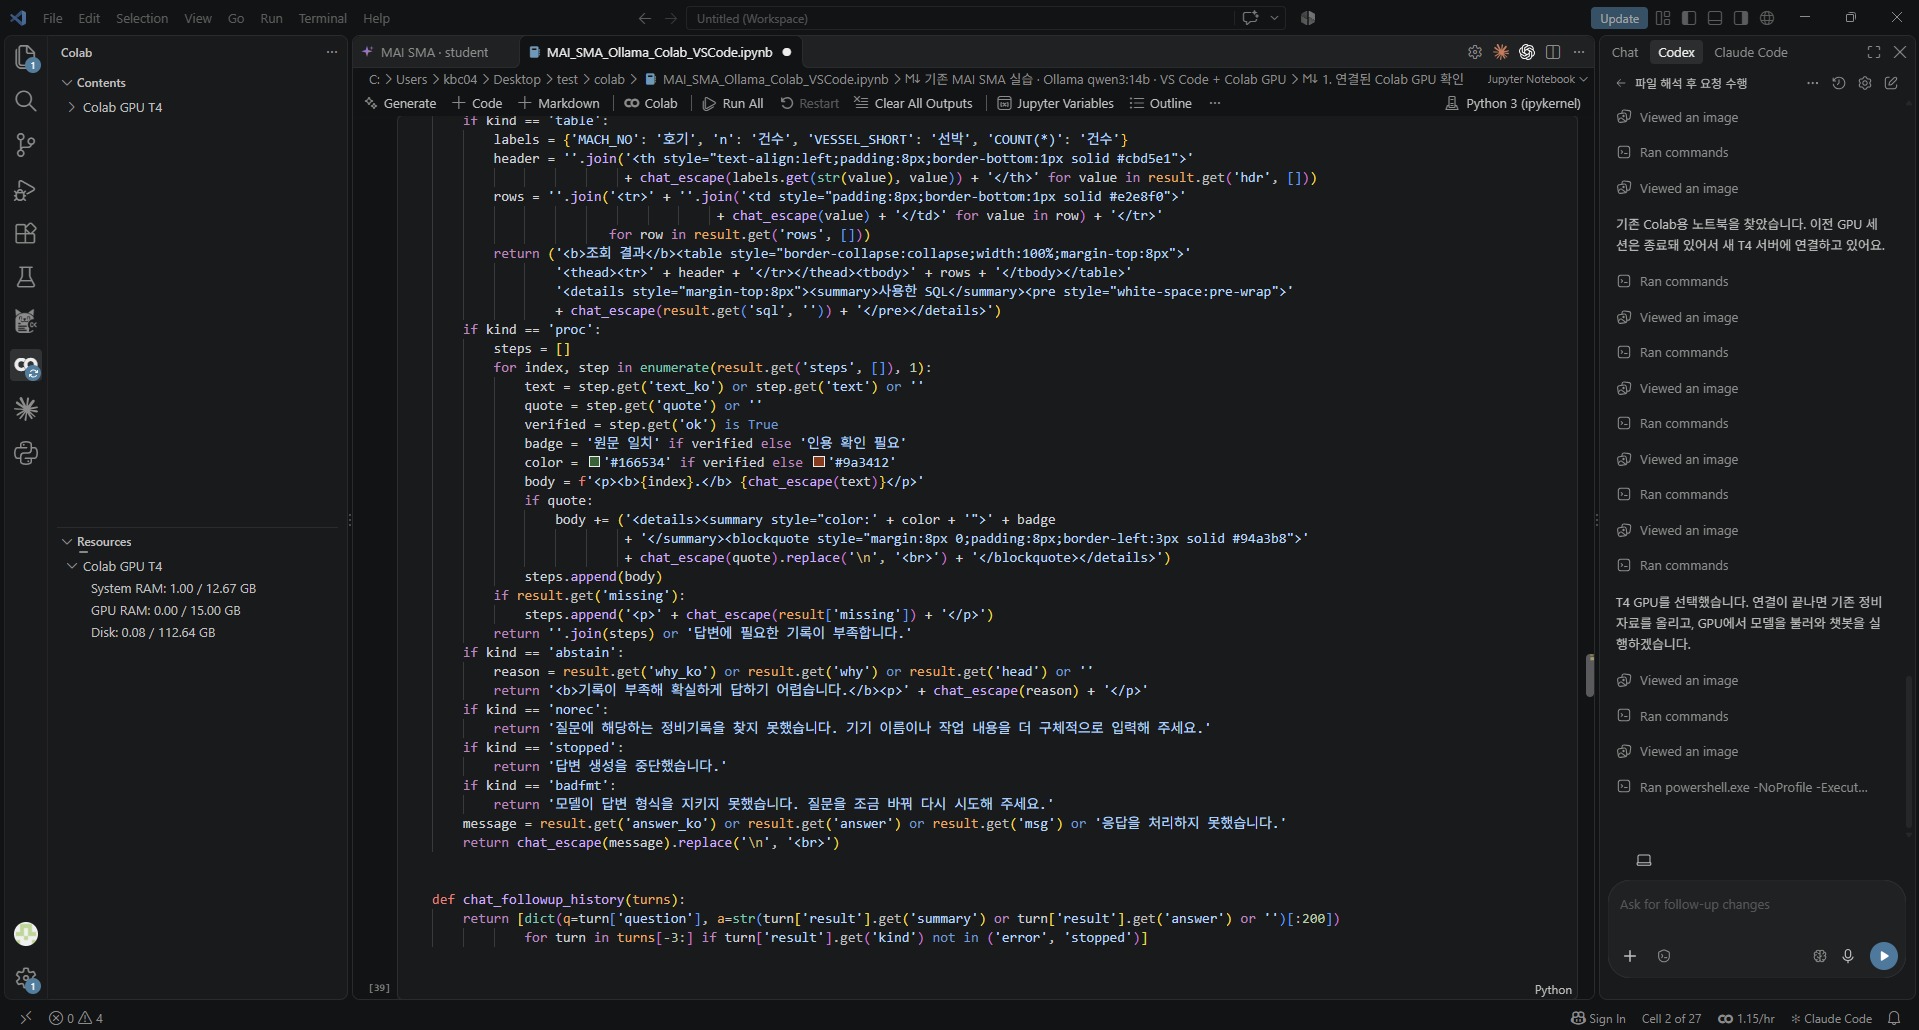 File Edit Selection View Go Run Terminal Help
Untitled (Workspace)
Update
Colab
Contents
Colab GPU T4
Resources
Colab GPU T4
System RAM: 1.00 / 12.67 GB
GPU RAM: 0.00 / 15.00 GB
Disk: 0.08 / 112.64 GB
MAI SMA · student
MAI_SMA_Ollama_Colab_VSCode.ipynb
C: > Users > kbc04 > Desktop > test > colab > MAI_SMA_Ollama_Colab_VSCode.ipynb > M↓ 기존 MAI SMA 실습 · Ollama qwen3:14b · VS Code + Colab GPU > M↓ 1. 연결된 Colab GPU 확인
Jupyter Notebook
Generate + Code + Markdown Colab Run All Restart Clear All Outputs Jupyter Variables Outline ···
Python 3 (ipykernel)
if kind == 'table':
labels = {'MACH_NO': '호기', 'n': '건수', 'VESSEL_SHORT': '선박', 'COUNT(*)': '건수'}
header = ''.join('<th style="text-align:left;padding:8px;border-bottom:1px solid #cbd5e1">'
+ chat_escape(labels.get(str(value), value)) + '</th>' for value in result.get('hdr', []))
rows = ''.join('<tr>' + ''.join('<td style="padding:8px;border-bottom:1px solid #e2e8f0">'
+ chat_escape(value) + '</td>' for value in row) + '</tr>'
for row in result.get('rows', []))
return ('<b>조회 결과</b><table style="border-collapse:collapse;width:100%;margin-top:8px">'
'<thead><tr>' + header + '</tr></thead><tbody>' + rows + '</tbody></table>'
'<details style="margin-top:8px"><summary>사용한 SQL</summary><pre style="white-space:pre-wrap">'
+ chat_escape(result.get('sql', '')) + '</pre></details>')
if kind == 'proc':
steps = []
for index, step in enumerate(result.get('steps', []), 1):
text = step.get('text_ko') or step.get('text') or ''
quote = step.get('quote') or ''
verified = step.get('ok') is True
badge = '원문 일치' if verified else '인용 확인 필요'
color = '#166534' if verified else '#9a3412'
body = f'<p><b>{index}.</b> {chat_escape(text)}</p>'
if quote:
body += ('<details><summary style="color:' + color + '">' + badge
+ '</summary><blockquote style="margin:8px 0;padding:8px;border-left:3px solid #94a3b8">'
+ chat_escape(quote).replace('\n', '<br>') + '</blockquote></details>')
steps.append(body)
if result.get('missing'):
steps.append('<p>' + chat_escape(result['missing']) + '</p>')
return ''.join(steps) or '답변에 필요한 기록이 부족합니다.'
if kind == 'abstain':
reason = result.get('why_ko') or result.get('why') or result.get('head') or ''
return '<b>기록이 부족해 확실하게 답하기 어렵습니다.</b><p>' + chat_escape(reason) + '</p>'
if kind == 'norec':
return '질문에 해당하는 정비기록을 찾지 못했습니다. 기기 이름이나 작업 내용을 더 구체적으로 입력해 주세요.'
if kind == 'stopped':
return '답변 생성을 중단했습니다.'
if kind == 'badfmt':
return '모델이 답변 형식을 지키지 못했습니다. 질문을 조금 바꿔 다시 시도해 주세요.'
message = result.get('answer_ko') or result.get('answer') or result.get('msg') or '응답을 처리하지 못했습니다.'
return chat_escape(message).replace('\n', '<br>')
def chat_followup_history(turns):
return [dict(q=turn['question'], a=str(turn['result'].get('summary') or turn['result'].get('answer') or '')[:200])
for turn in turns[-3:] if turn['result'].get('kind') not in ('error', 'stopped')]
[39]
Python
Chat Codex Claude Code
파일 해석 후 요청 수행
Viewed an image
Ran commands
Viewed an image
기존 Colab용 노트북을 찾았습니다. 이전 GPU 세
션은 종료돼 있어서 새 T4 서버에 연결하고 있어요.
Ran commands
Viewed an image
Ran commands
Viewed an image
Ran commands
Viewed an image
Ran commands
Viewed an image
Ran commands
T4 GPU를 선택했습니다. 연결이 끝나면 기존 정비
자료를 올리고, GPU에서 모델을 불러와 챗봇을 실
행하겠습니다.
Viewed an image
Ran commands
Viewed an image
Ran powershell.exe -NoProfile -Execut...
Ask for follow-up changes
0 4
Sign In Cell 2 of 27 1.15/hr Claude Code